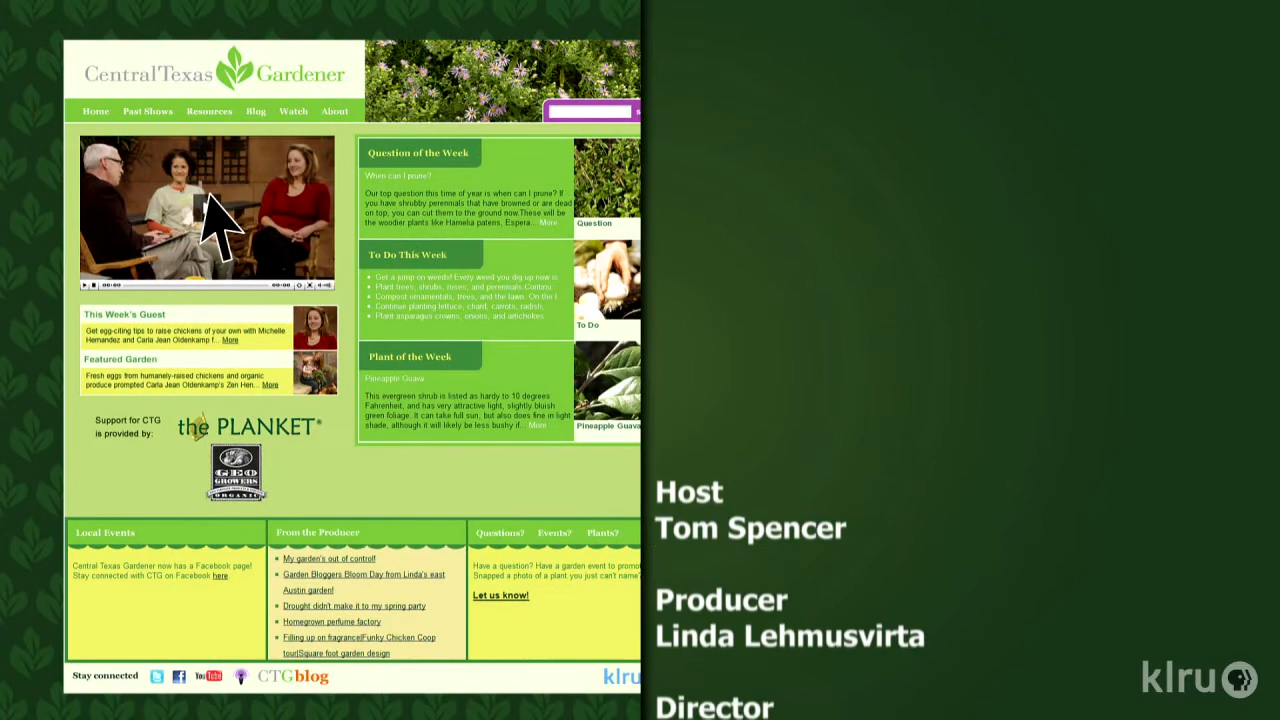 Central Texas Gardener
Home Past Shows Resources Blog Watch About
00:00 00:00
This Week's Guest
Get egg-citing tips to raise chickens of your own with Michelle
Hernandez and Carla Jean Oldenkamp f... More
Featured Garden
Fresh eggs from humanely-raised chickens and organic
produce prompted Carla Jean Oldenkamp's Zen Hen... More
Support for CTG
is provided by:
the PLANKET®
GEO
GROWERS
ORGANIC
Question of the Week
When can I prune?
Our top question this time of year is when can I prune? If
you have shrubby perennials that have browned or are dead
on top, you can cut them to the ground now.These will be
the woodier plants like Hamelia patens, Espera... More
Question
To Do This Week
Get a jump on weeds! Every weed you dig up now is
Plant trees, shrubs, roses, and perennials.Continu
Compost ornamentals, trees, and the lawn. On the l
Continue planting lettuce, chard, carrots, radish,
Plant asparagus crowns, onions, and artichokes.
To Do
Plant of the Week
Pineapple Guava
This evergreen shrub is listed as hardy to 10 degrees
Fahrenheit, and has very attractive light, slightly bluish
green foliage. It can take full sun, but also does fine in light
shade, although it will likely be less bushy if... More
Pineapple Guava
Local Events
Central Texas Gardener now has a Facebook page!
Stay connected with CTG on Facebook here.
From the Producer
My garden's out of control!
Garden Bloggers Bloom Day from Linda's east
Austin garden!
Drought didn't make it to my spring party
Homegrown perfume factory
Filling up on fragrance|Funky Chicken Coop
tour|Square foot garden design
Questions? Events? Plants?
Have a question? Have a garden event to promo
Snapped a photo of a plant you just can't name?
Let us know!
Stay connected
YouTube
CTGblog
klru
Host
Tom Spencer
Producer
Linda Lehmusvirta
Director
klru PBS